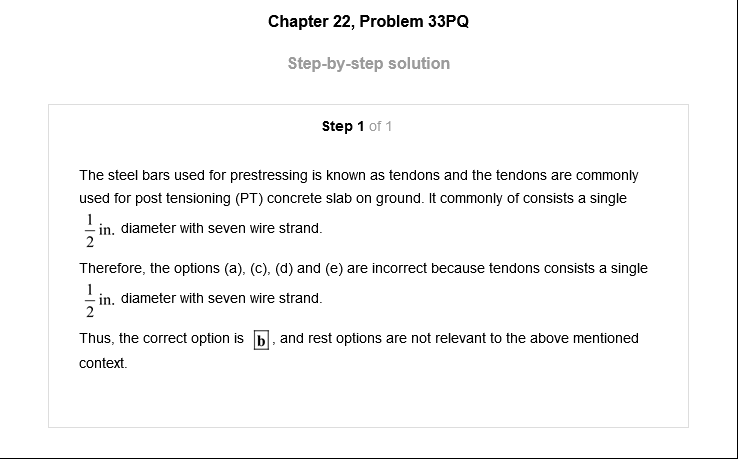 Chapter 22, Problem 33PQ
Step-by-step solution
Step 1 of 1
The steel bars used for prestressing is known as tendons and the tendons are commonly
used for post tensioning (PT) concrete slab on ground. It commonly of consists a single
1/2 in. diameter with seven wire strand.
Therefore, the options (a), (c), (d) and (e) are incorrect because tendons consists a single
1/2 in. diameter with seven wire strand.
Thus, the correct option is b, and rest options are not relevant to the above mentioned
context.